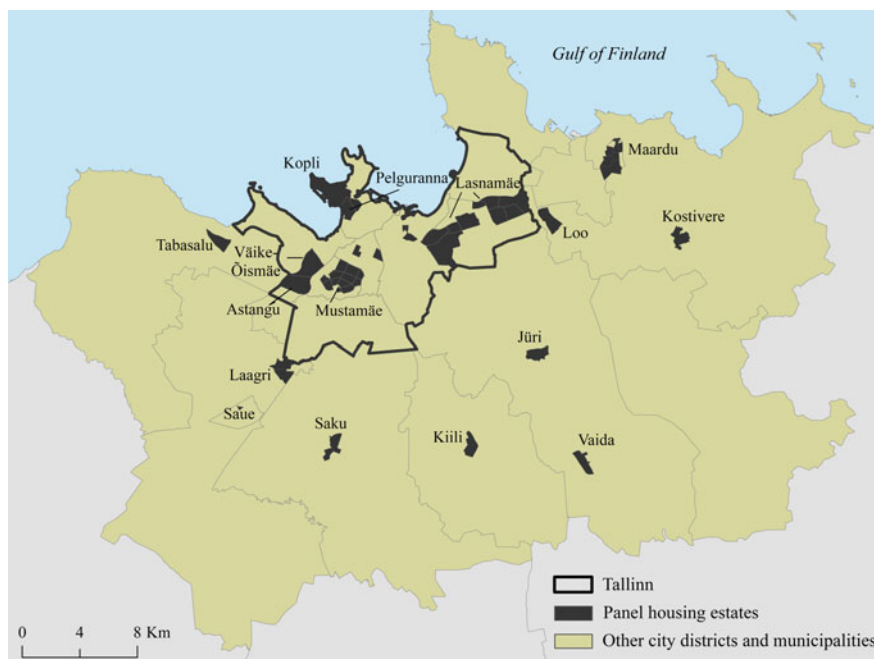 Gulf of Finland
Maardu
Kopli
Pelguranna
Lasnamäe
Kostivere
Loo
Tabasalu
Väike-
Õismäe
Astangu
Mustamäe
Jüri
Laagri
Saue
Saku
Kiili
Vaida
Tallinn
Panel housing estates
Other city districts and municipalities
0 4 8 Km